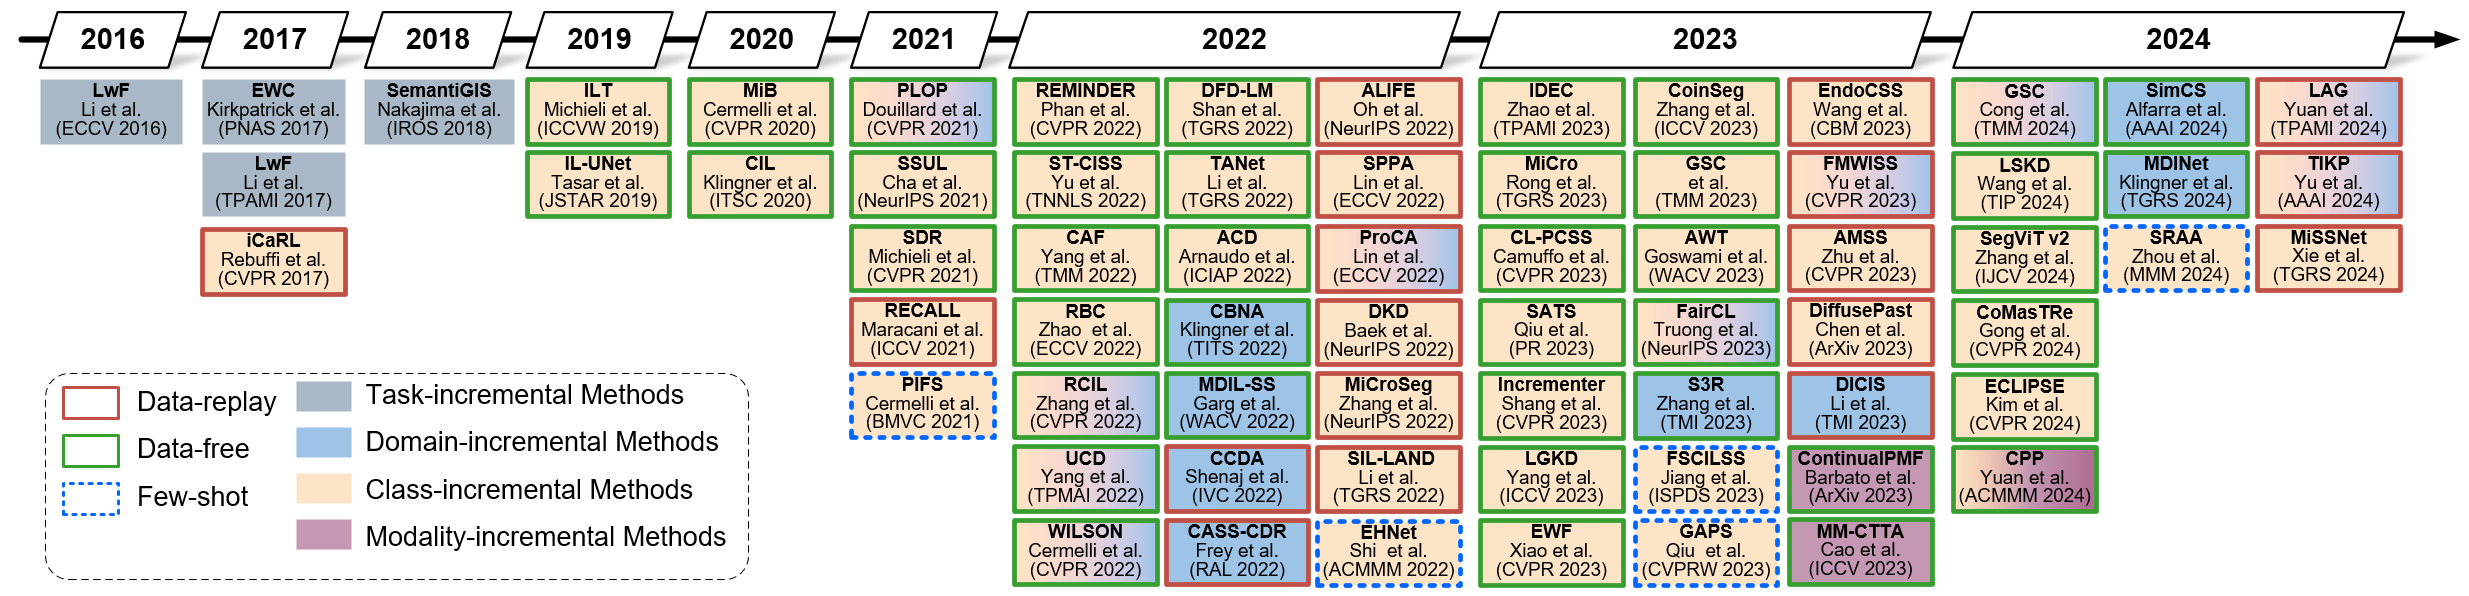 2016
2017
2018
2019
2020
2021
2022
2023
2024
LwF
Li et al.
(ECCV 2016)
EWC
Kirkpatrick et al.
(PNAS 2017)
LwF
Li et al.
(TPAMI 2017)
iCaRL
Rebuffi et al.
(CVPR 2017)
SemantiGIS
Nakajima et al.
(IROS 2018)
ILT
Michieli et al.
(ICCVW 2019)
IL-UNet
Tasar et al.
(JSTAR 2019)
MiB
Cermelli et al.
(CVPR 2020)
CIL
Klingner et al.
(ITSC 2020)
PLOP
Douillard et al.
(CVPR 2021)
SSUL
Cha et al.
(NeurIPS 2021)
SDR
Michieli et al.
(CVPR 2021)
RECALL
Maracani et al.
(ICCV 2021)
PIFS
Cermelli et al.
(BMVC 2021)
REMINDER
Phan et al.
(CVPR 2022)
ST-CISS
Yu et al.
(TNNLS 2022)
CAF
Yang et al.
(TMM 2022)
RBC
Zhao  et al.
(ECCV 2022)
RCIL
Zhang et al.
(CVPR 2022)
UCD
Yang et al.
(TPMAI 2022)
WILSON
Cermelli et al.
(CVPR 2022)
DFD-LM
Shan et al.
(TGRS 2022)
TANet
Li et al.
(TGRS 2022)
ACD
Arnaudo et al.
(ICIAP 2022)
CBNA
Klingner et al.
(TITS 2022)
MDIL-SS
Garg et al.
(WACV 2022)
CCDA
Shenaj et al.
(IVC 2022)
CASS-CDR
Frey et al.
(RAL 2022)
ALIFE
Oh et al.
(NeurIPS 2022)
SPPA
Lin et al.
(ECCV 2022)
ProCA
Lin et al.
(ECCV 2022)
DKD
Baek et al.
(NeurIPS 2022)
MiCroSeg
Zhang et al.
(NeurIPS 2022)
SIL-LAND
Li et al.
(TGRS 2022)
EHNet
Shi  et al.
(ACMMM 2022)
IDEC
Zhao et al.
(TPAMI 2023)
MiCro
Rong et al.
(TGRS 2023)
CL-PCSS
Camuffo et al.
(CVPR 2023)
SATS
Qiu et al.
(PR 2023)
Incrementer
Shang et al.
(CVPR 2023)
LGKD
Yang et al.
(ICCV 2023)
EWF
Xiao et al.
(CVPR 2023)
CoinSeg
Zhang et al.
(ICCV 2023)
GSC
et al.
(TMM 2023)
AWT
Goswami et al.
(WACV 2023)
FairCL
Truong et al.
(NeurIPS 2023)
S3R
Zhang et al.
(TMI 2023)
FSCILSS
Jiang et al.
(ISPDS 2023)
GAPS
Qiu  et al.
(CVPRW 2023)
EndoCSS
Wang et al.
(CBM 2023)
FMWISS
Yu et al.
(CVPR 2023)
AMSS
Zhu et al.
(CVPR 2023)
DiffusePast
Chen et al.
(ArXiv 2023)
DICIS
Li et al.
(TMI 2023)
ContinualPMF
Barbato et al.
(ArXiv 2023)
MM-CTTA
Cao et al.
(ICCV 2023)
GSC
Cong et al.
(TMM 2024)
LSKD
Wang et al.
(TIP 2024)
SegViT v2
Zhang et al.
(IJCV 2024)
CoMasTRe
Gong et al.
(CVPR 2024)
ECLIPSE
Kim et al.
(CVPR 2024)
CPP
Yuan et al.
(ACMMM 2024)
SimCS
Alfarra et al.
(AAAI 2024)
MDINet
Klingner et al.
(TGRS 2024)
SRAA
Zhou et al.
(MMM 2024)
LAG
Yuan et al.
(TPAMI 2024)
TIKP
Yu et al.
(AAAI 2024)
MiSSNet
Xie et al.
(TGRS 2024)
Data-replay
Data-free
Few-shot
Task-incremental Methods
Domain-incremental Methods
Class-incremental Methods
Modality-incremental Methods